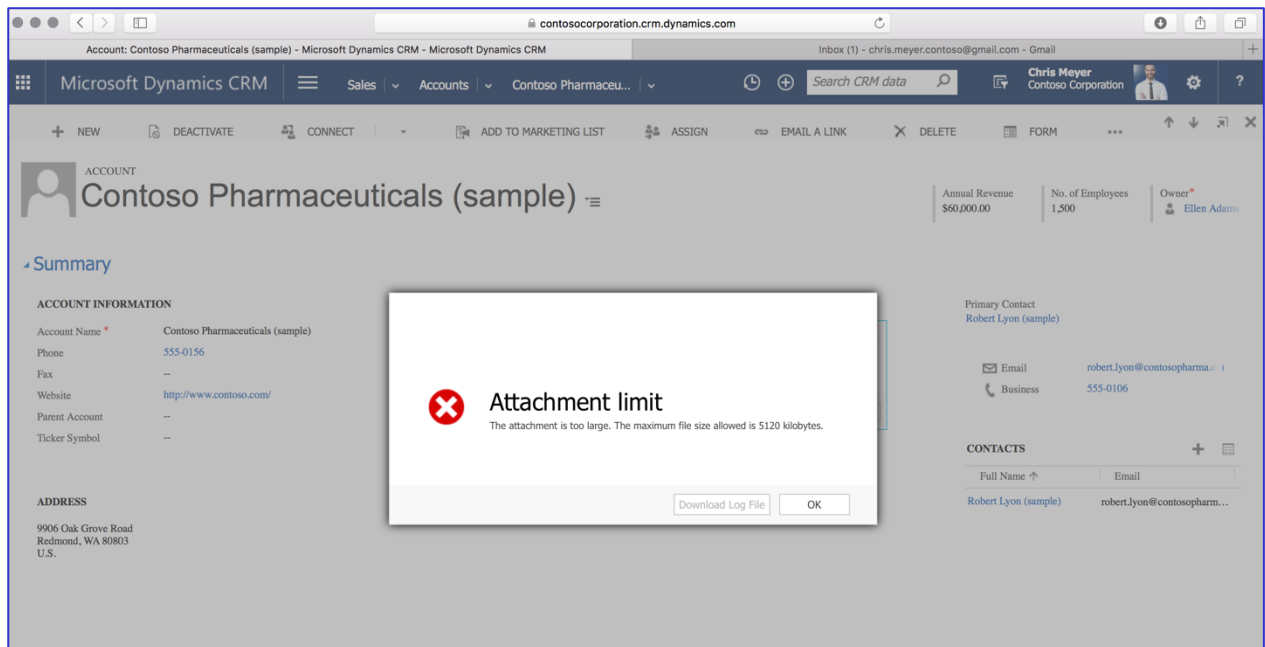 contosocorporation.crm.dynamics.com
Account: Contoso Pharmaceuticals (sample) - Microsoft Dynamics CRM - Microsoft Dynamics CRM
Inbox (1) - chris.meyer.contoso@gmail.com - Gmail
Microsoft Dynamics CRM Sales Accounts Contoso Pharmaceu... Search CRM data Chris Meyer
Contoso Corporation
?
NEW DEACTIVATE CONNECT ADD TO MARKETING LIST ASSIGN EMAIL A LINK DELETE FORM ...
ACCOUNT
Contoso Pharmaceuticals (sample)
Annual Revenue No. of Employees Owner*
$60,000.00 1,500 Ellen Adams
Summary
ACCOUNT INFORMATION
Account Name * Contoso Pharmaceuticals (sample)
Phone 555-0156
Fax --
Website http://www.contoso.com/
Parent Account --
Ticker Symbol --
ADDRESS
9906 Oak Grove Road
Redmond, WA 80803
U.S.
Attachment limit
The attachment is too large. The maximum file size allowed is 5120 kilobytes.
Download Log File OK
Primary Contact
Robert Lyon (sample)
Email robert.lyon@contosopharma.c
Business 555-0106
CONTACTS
Full Name Email
Robert Lyon (sample) robert.lyon@contosopharm...